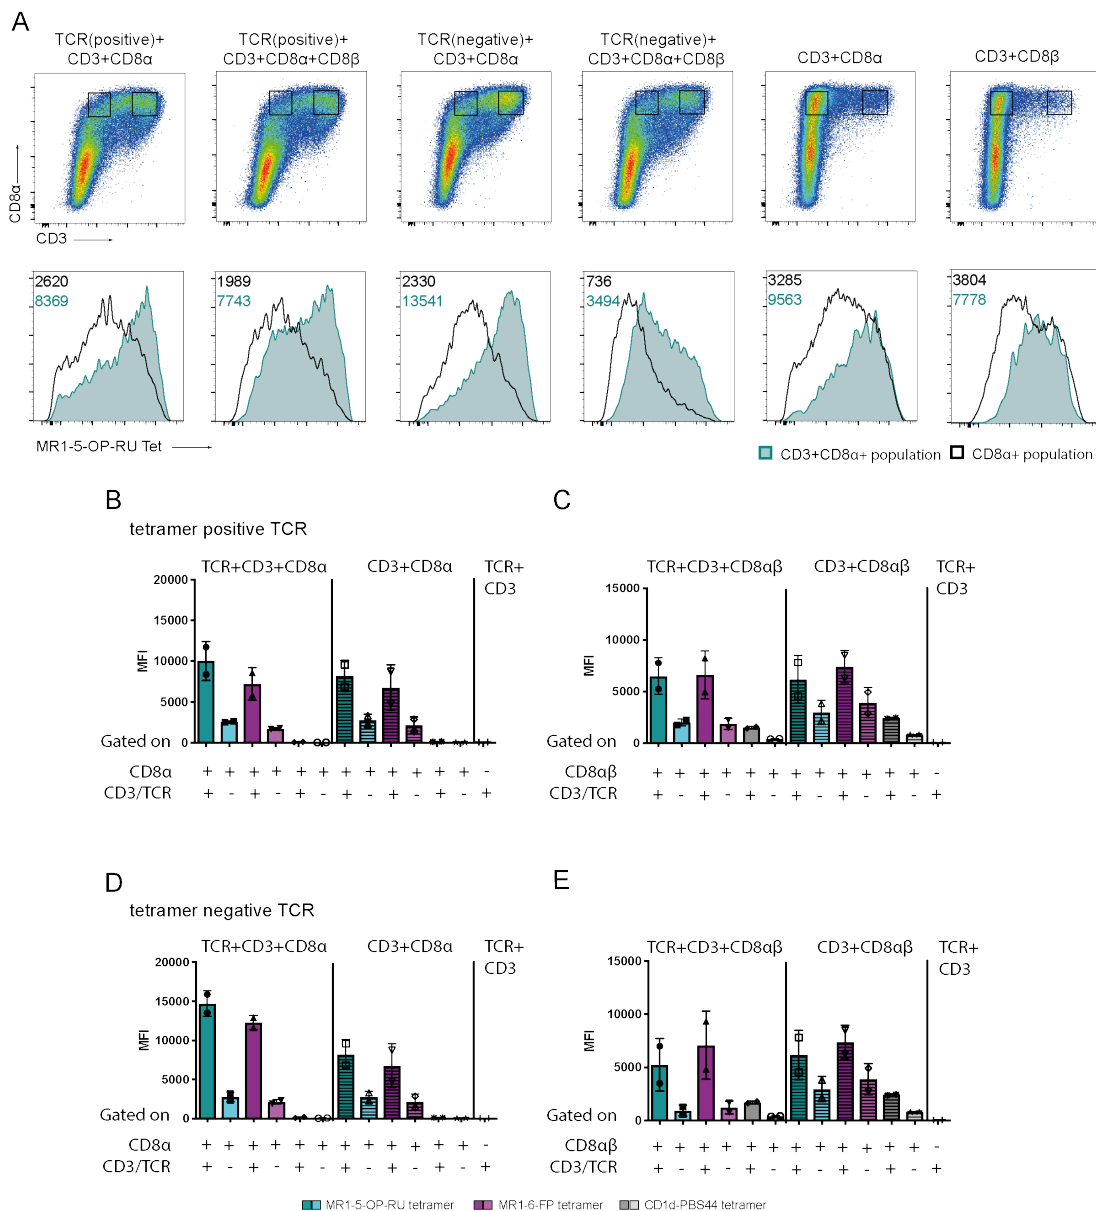 A
TCR(positive)+
CD3+CD8α
TCR(positive)+
CD3+CD8α+CD8β
TCR(negative)+
CD3+CD8α
TCR(negative)+
CD3+CD8α+CD8β
CD3+CD8α
CD3+CD8β
CD8α
CD3
2620
8369
1989
7743
2330
13541
736
3494
3285
9563
3804
7778
MR1-5-OP-RU Tet
CD3+CD8α+ population
CD8α+ population
B
tetramer positive TCR
TCR+CD3+CD8α
CD3+CD8α
TCR+
CD3
20000
15000
10000
5000
0
MFI
Gated on
CD8α + + + + + + + + + + + + -
CD3/TCR + - + - + - + - + - + - +
C
TCR+CD3+CD8αβ
CD3+CD8αβ
TCR+
CD3
15000
10000
5000
0
MFI
Gated on
CD8αβ + + + + + + + + + + + + -
CD3/TCR + - + - + - + - + - + - +
D
tetramer negative TCR
TCR+CD3+CD8α
CD3+CD8α
TCR+
CD3
20000
15000
10000
5000
0
MFI
Gated on
CD8α + + + + + + + + + + + + -
CD3/TCR + - + - + - + - + - + - +
E
TCR+CD3+CD8αβ
CD3+CD8αβ
TCR+
CD3
15000
10000
5000
0
MFI
Gated on
CD8αβ + + + + + + + + + + + + -
CD3/TCR + - + - + - + - + - + - +
MR1-5-OP-RU tetramer
MR1-6-FP tetramer
CD1d-PBS44 tetramer